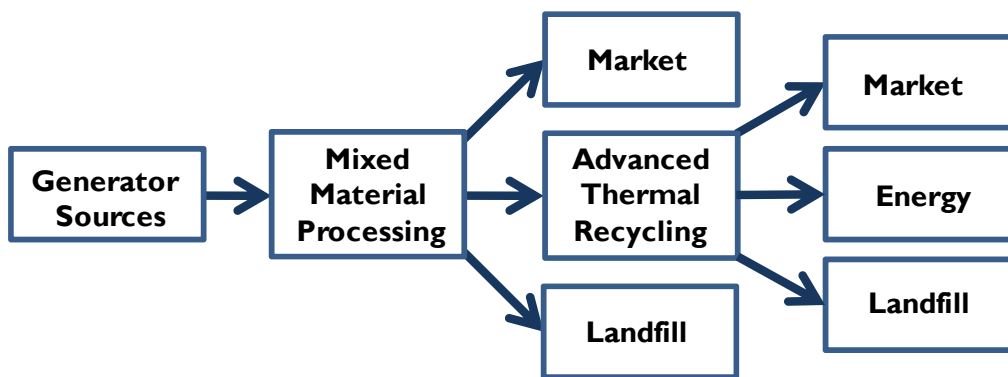 Generator
Sources
Mixed
Material
Processing
Market
Advanced
Thermal
Recycling
Landfill
Market
Energy
Landfill